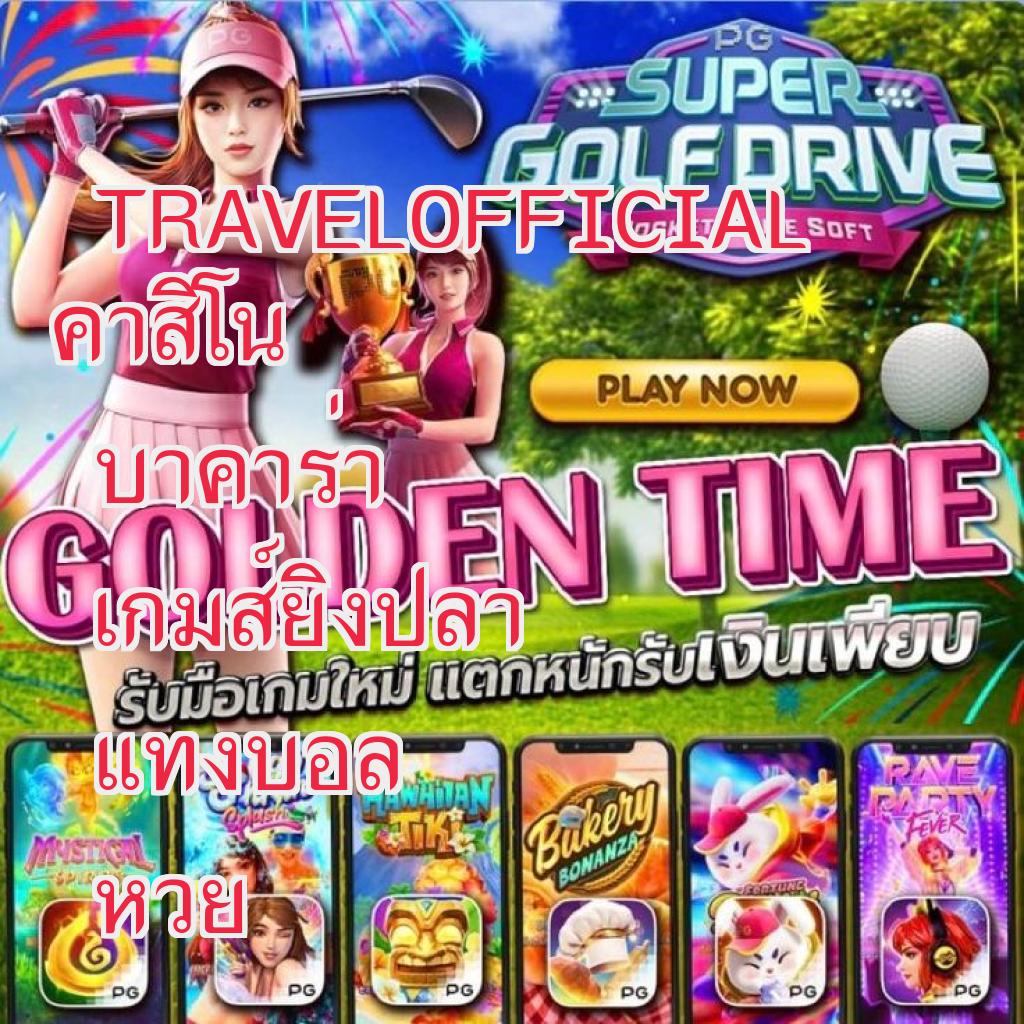 PG
SUPER
GOLF DRIVE
SOFT
PG
TRAVELOFFICIAL
คาสิโน
PLAY NOW
บาคาร่า
GOLDEN TIME
เกมส์ยิงปลา
รับมือเกมใหม่ แตกหนักรับเงินเพียบ
แทงบอล
หวย
MYSTICAL
Splash
HAWAIIAN
TIKI
Bakery
BONANZA
FORTUNE
RAVE
PARTY
FEVER
PG
PG
PG
PG
PG
PG